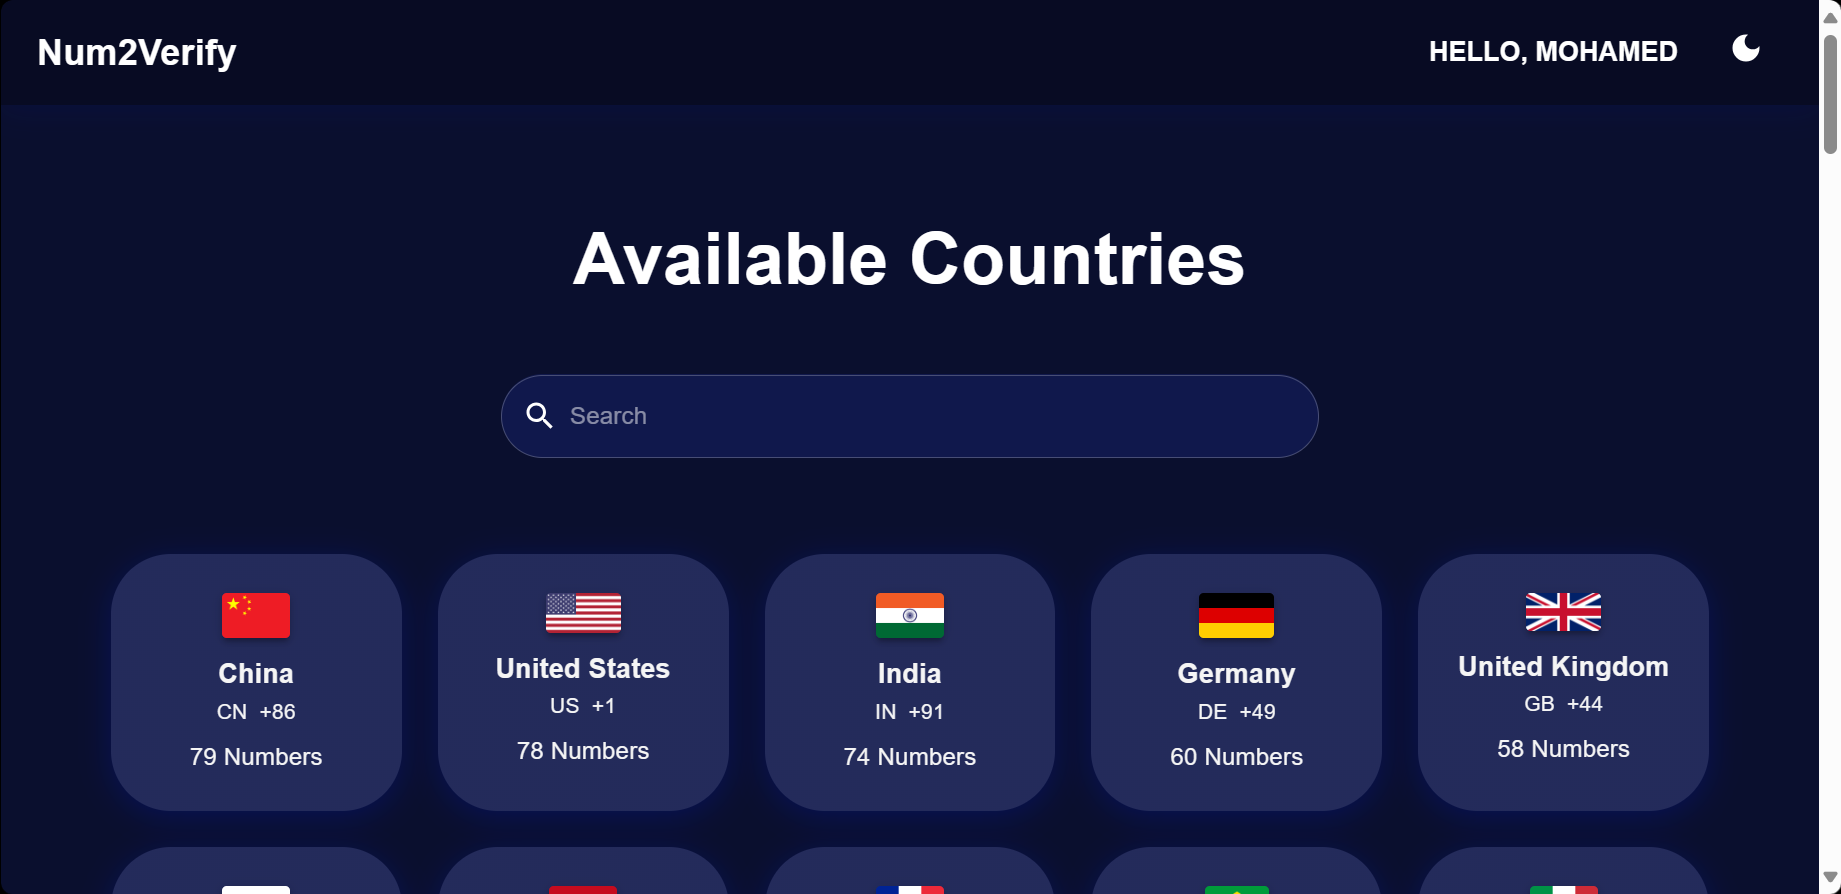 Num2Verify
HELLO, MOHAMED
Available Countries
Search
China
CN +86
79 Numbers
United States
US +1
78 Numbers
India
IN +91
74 Numbers
Germany
DE +49
60 Numbers
United Kingdom
GB +44
58 Numbers